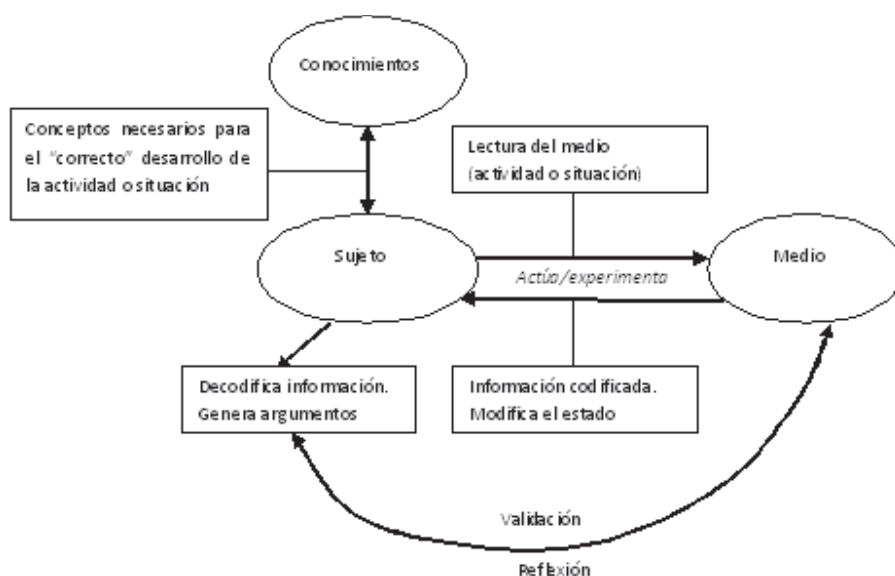 Conocimientos
Conceptos necesarios para
el "correcto" desarrollo de
la actividad o situación
Lectura del medio
(actividad o situación)
Sujeto
Medio
Actúa/experimenta
Decodifica información.
Genera argumentos
Información codificada.
Modifica el estado
Validación
Reflexión